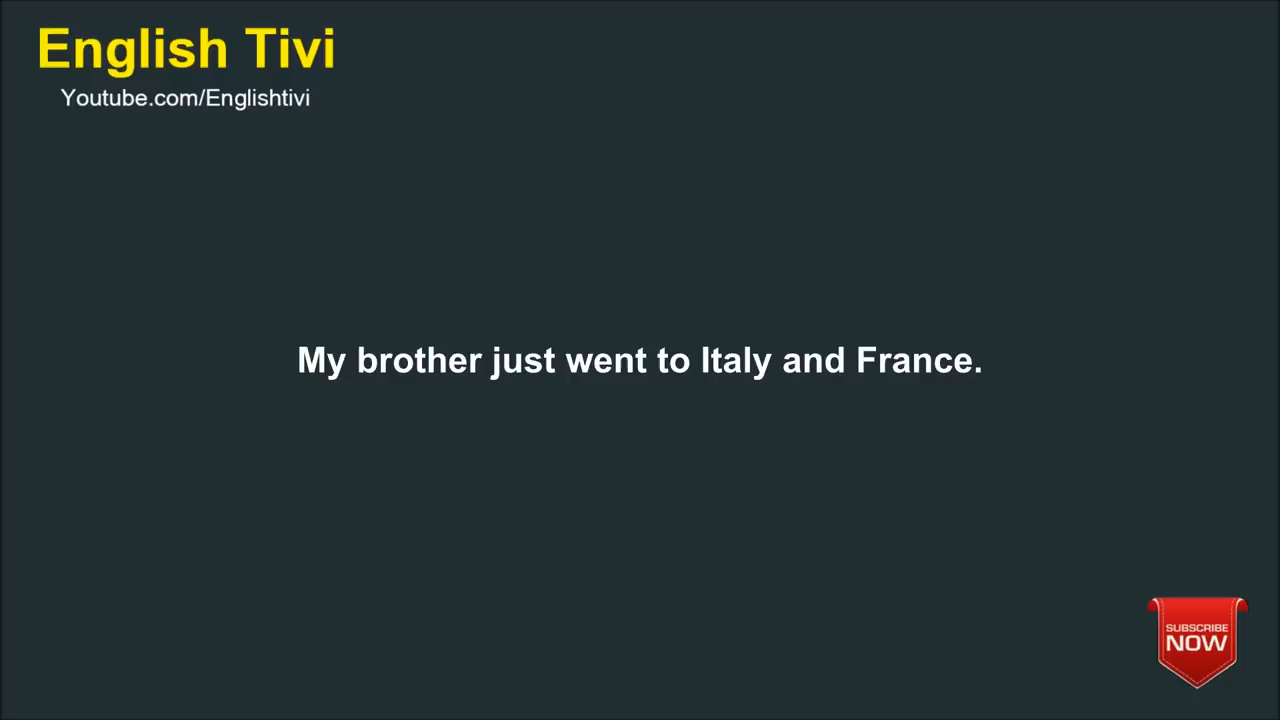 English Tivi
Youtube.com/Englishtivi
My brother just went to Italy and France.
SUBSCRIBE
NOW